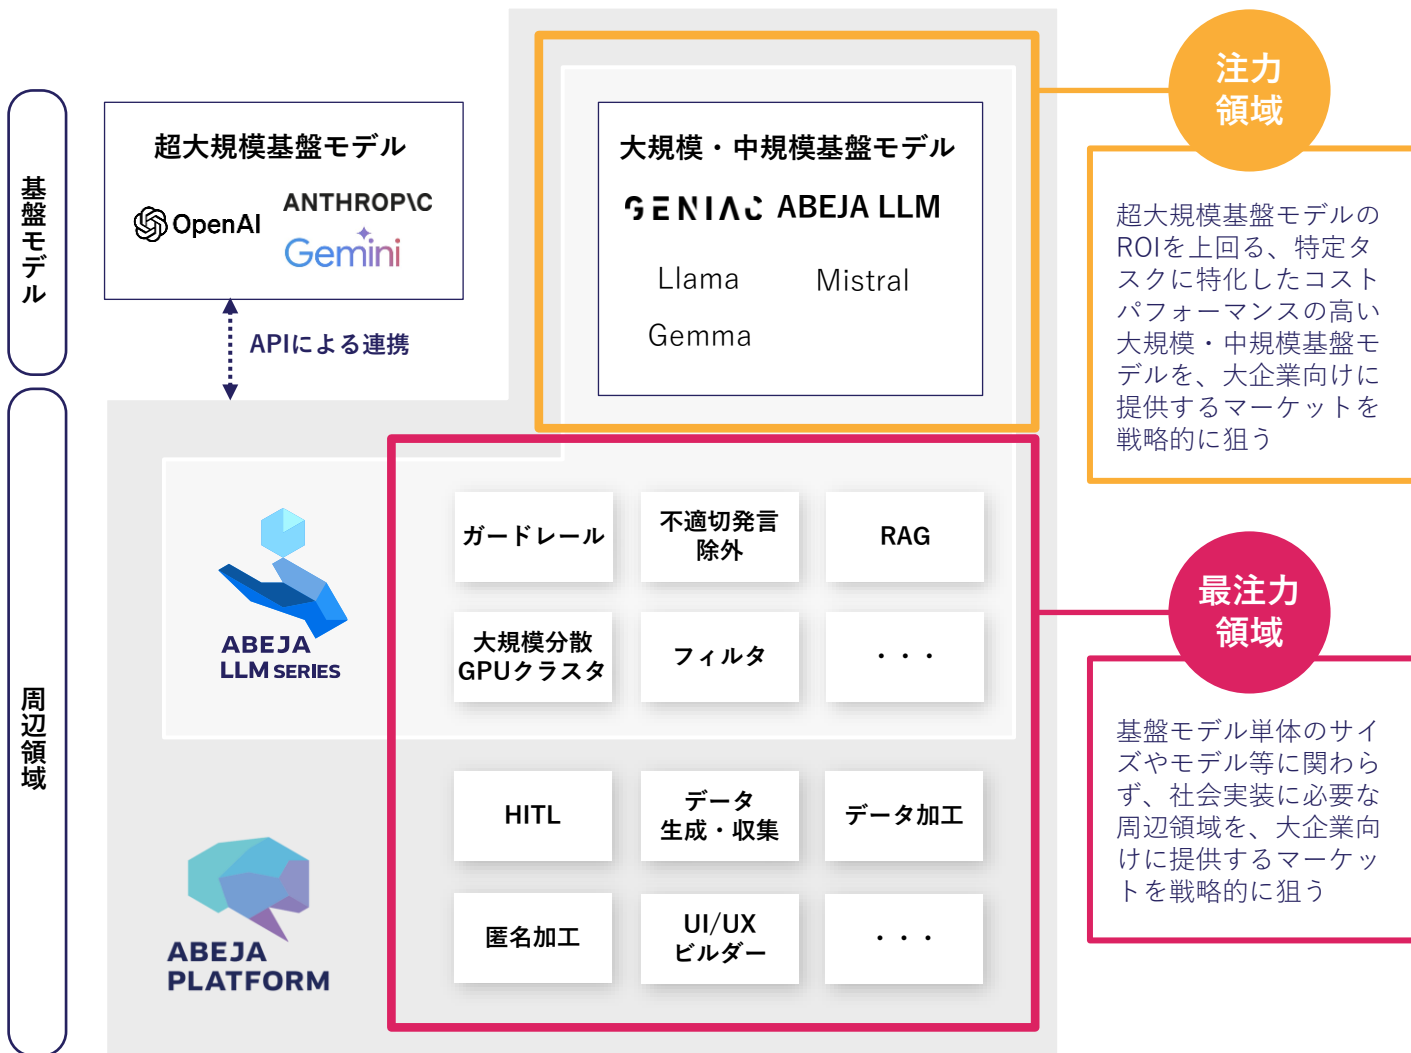 基盤モデル
超大規模基盤モデル
OpenAI
ANTHROP\C
Gemini
APIによる連携
大規模・中規模基盤モデル
GENIAC ABEJA LLM
Llama
Mistral
Gemma
注力
領域
超大規模基盤モデルの
ROIを上回る、特定タ
スクに特化したコスト
パフォーマンスの高い
大規模・中規模基盤モ
デルを、大企業向けに
提供するマーケットを
戦略的に狙う
周辺領域
ABEJA
LLM SERIES
ガードレール
不適切発言
除外
RAG
大規模分散
GPUクラスタ
フィルタ
・・・
ABEJA
PLATFORM
HITL
データ
生成・収集
データ加工
匿名加工
UI/UX
ビルダー
・・・
最注力
領域
基盤モデル単体のサイ
ズやモデル等に関わら
ず、社会実装に必要な
周辺領域を、大企業向
けに提供するマーケッ
トを戦略的に狙う